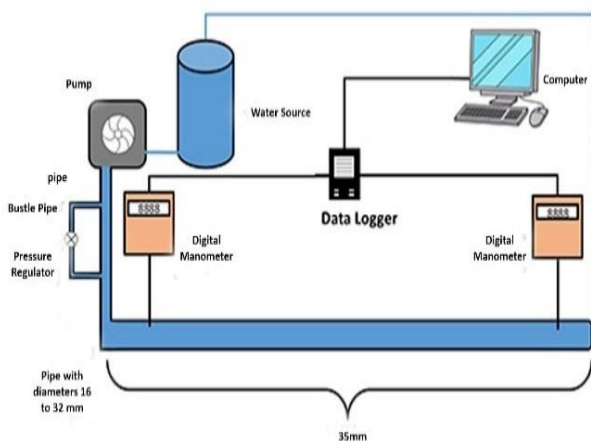 Pump
Water Source
Computer
pipe
Bustle Pipe
Pressure
Regulator
8888
Digital
Manometer
Data Logger
8888
Digital
Manometer
Pipe with
diameters 16
to 32 mm
35mm